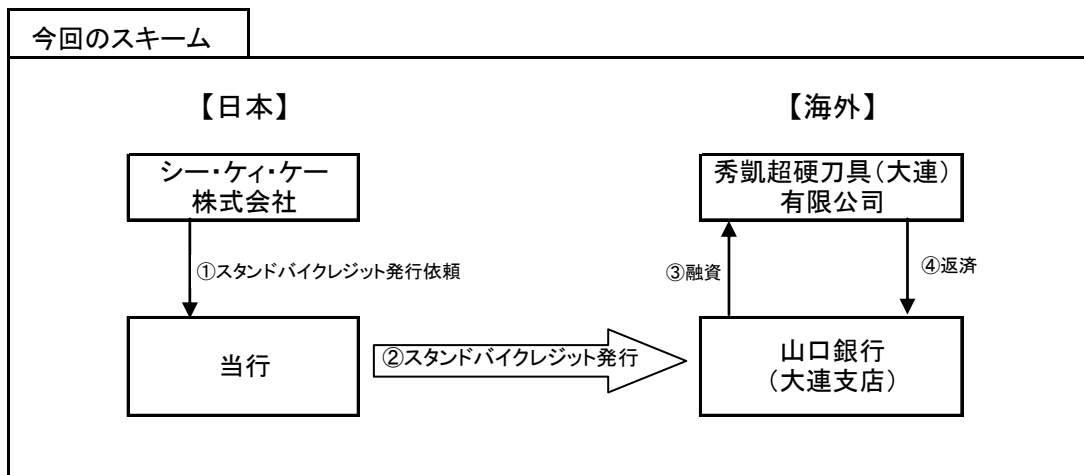 今回のスキーム
【日本】
【海外】
シー・ケィ・ケー
株式会社
秀凱超硬刀具(大連)
有限公司
①スタンドバイクレジット発行依頼
③融資
④返済
当行
②スタンドバイクレジット発行
山口銀行
(大連支店)